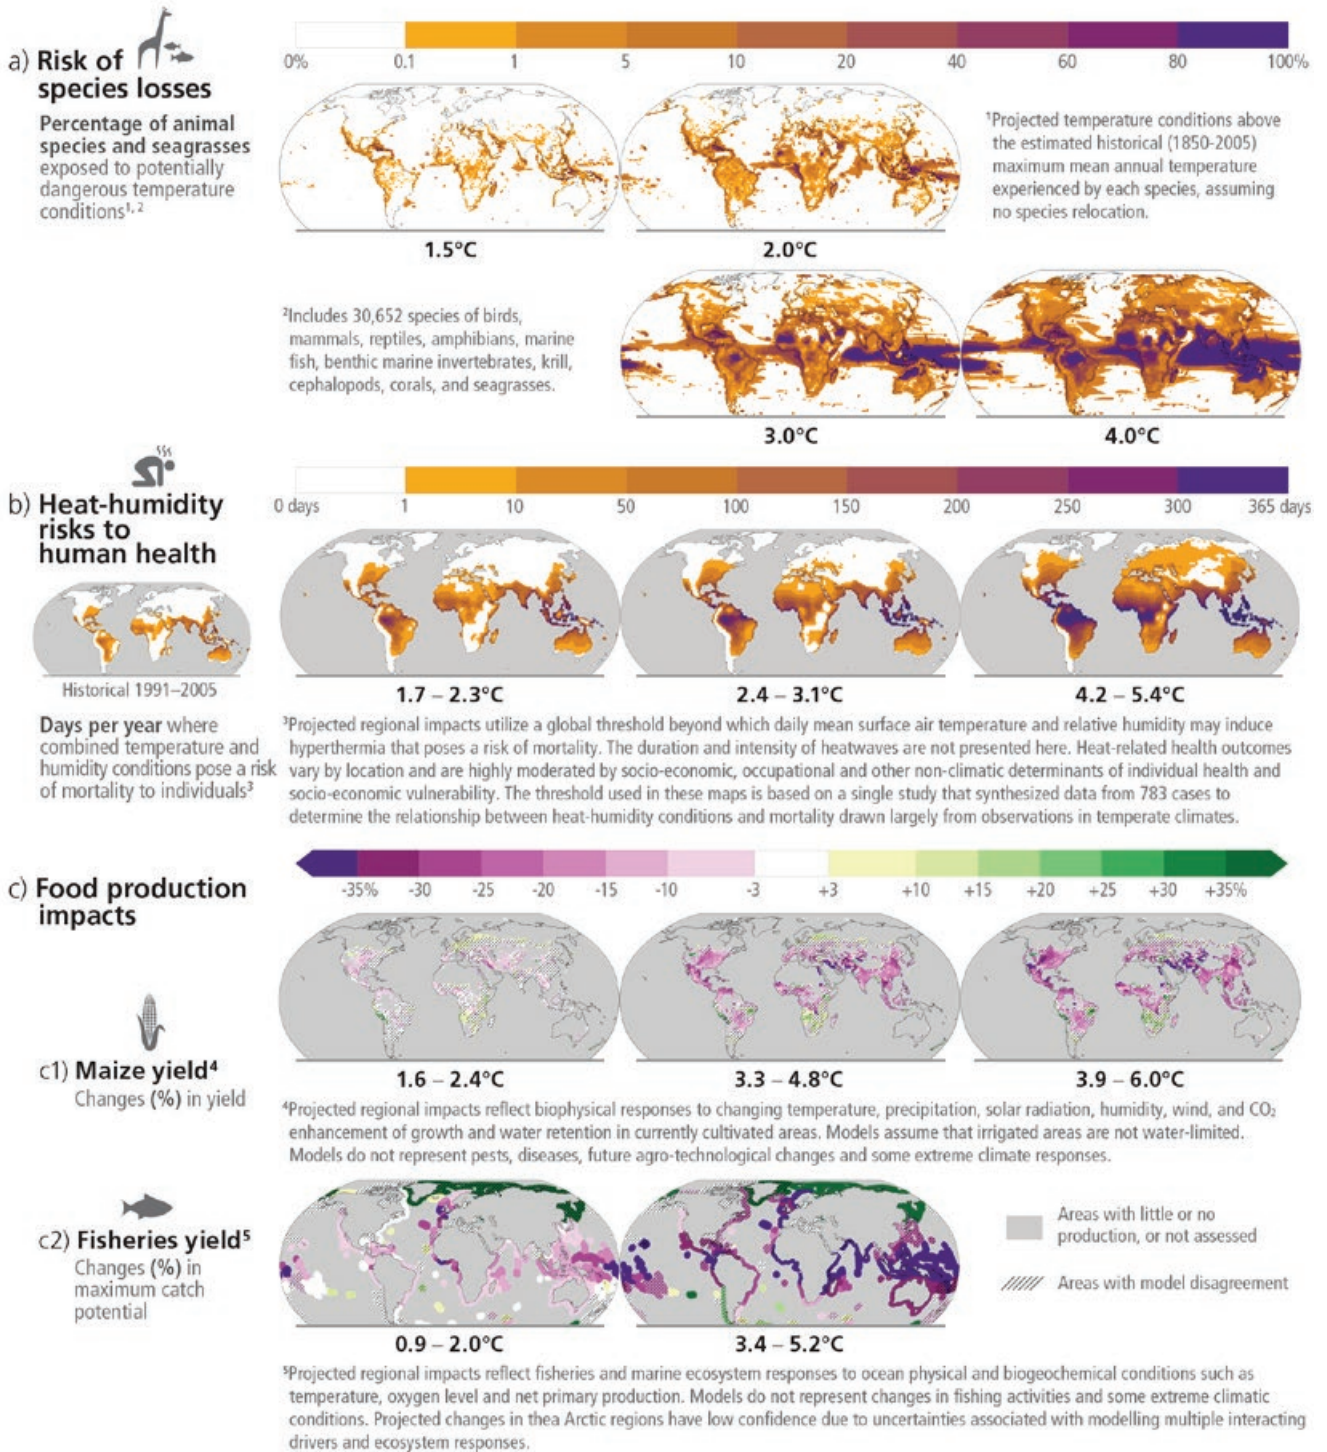 a) Risk of
species losses
Percentage of animal
species and seagrasses
exposed to potentially
dangerous temperature
conditions1, 2
0% 0.1 1 5 10 20 40 60 80 100%
1.5°C 2.0°C
1Projected temperature conditions above
the estimated historical (1850-2005)
maximum mean annual temperature
experienced by each species, assuming
no species relocation.
2Includes 30,652 species of birds,
mammals, reptiles, amphibians, marine
fish, benthic marine invertebrates, krill,
cephalopods, corals, and seagrasses.
3.0°C 4.0°C
b) Heat-humidity
risks to
human health
0 days 1 10 50 100 150 200 250 300 365 days
Historical 1991–2005
1.7 – 2.3°C 2.4 – 3.1°C 4.2 – 5.4°C
Days per year where
combined temperature and
humidity conditions pose a risk
of mortality to individuals3
3Projected regional impacts utilize a global threshold beyond which daily mean surface air temperature and relative humidity may induce
hyperthermia that poses a risk of mortality. The duration and intensity of heatwaves are not presented here. Heat-related health outcomes
vary by location and are highly moderated by socio-economic, occupational and other non-climatic determinants of individual health and
socio-economic vulnerability. The threshold used in these maps is based on a single study that synthesized data from 783 cases to
determine the relationship between heat-humidity conditions and mortality drawn largely from observations in temperate climates.
c) Food production
impacts
-35% -30 -25 -20 -15 -10 -3 +3 +10 +15 +20 +25 +30 +35%
c1) Maize yield4
Changes (%) in yield
1.6 – 2.4°C 3.3 – 4.8°C 3.9 – 6.0°C
4Projected regional impacts reflect biophysical responses to changing temperature, precipitation, solar radiation, humidity, wind, and CO2
enhancement of growth and water retention in currently cultivated areas. Models assume that irrigated areas are not water-limited.
Models do not represent pests, diseases, future agro-technological changes and some extreme climate responses.
c2) Fisheries yield5
Changes (%) in
maximum catch
potential
0.9 – 2.0°C 3.4 – 5.2°C
Areas with little or no
production, or not assessed
Areas with model disagreement
5Projected regional impacts reflect fisheries and marine ecosystem responses to ocean physical and biogeochemical conditions such as
temperature, oxygen level and net primary production. Models do not represent changes in fishing activities and some extreme climatic
conditions. Projected changes in thea Arctic regions have low confidence due to uncertainties associated with modelling multiple interacting
drivers and ecosystem responses.